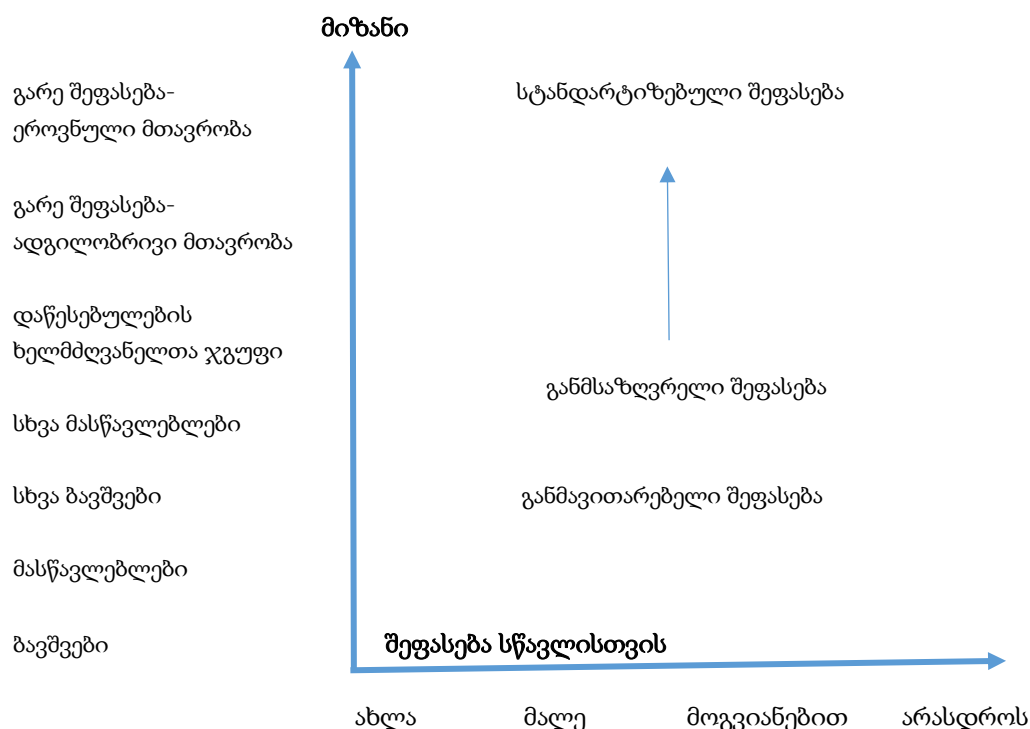 მიზანი
გარე შეფასება-
ეროვნული მთავრობა
სტანდარტიზებული შეფასება
გარე შეფასება-
ადგილობრივი მთავრობა
დაწესებულების
ხელმძღვანელთა ჯგუფი
განმსაზღვრელი შეფასება
სხვა მასწავლებლები
სხვა ბავშვები
განმავითარებელი შეფასება
მასწავლებლები
ბავშვები
შეფასება სწავლისთვის
ახლა მალე მოგვიანებით არასდროს